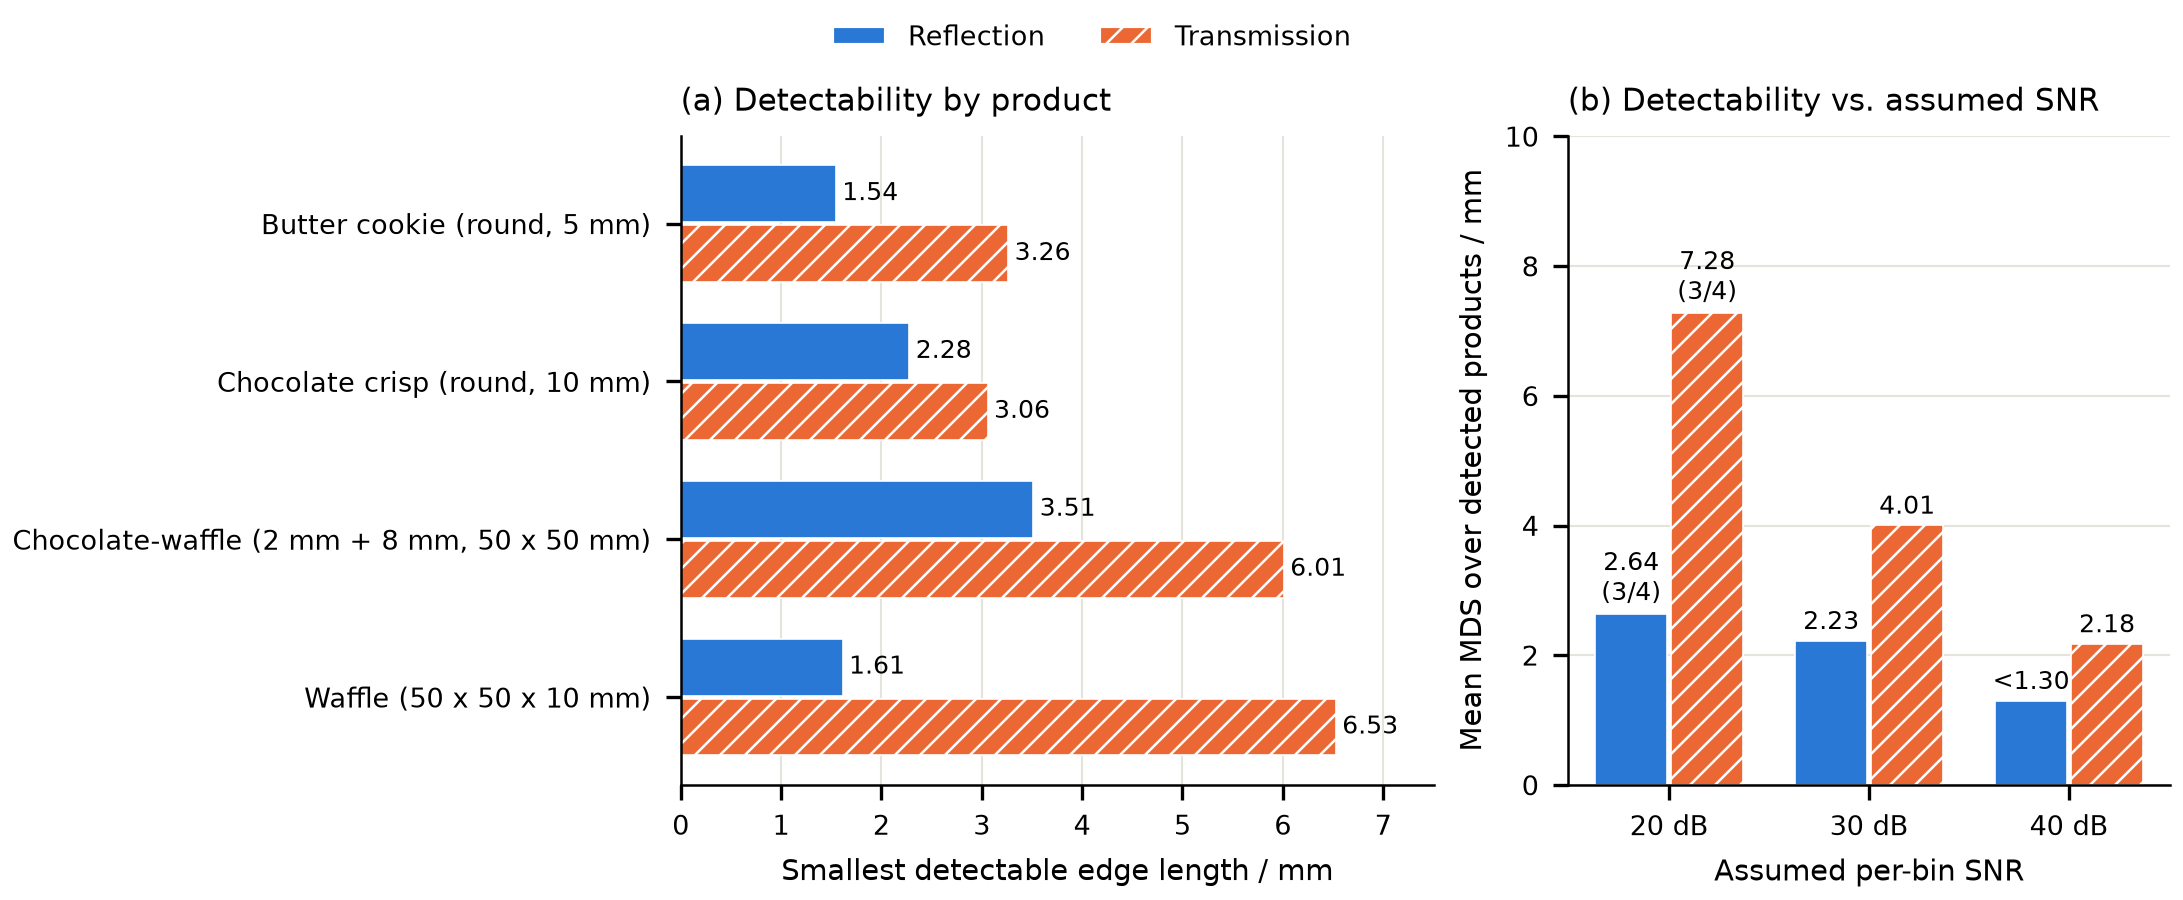 Reflection
Transmission
(a) Detectability by product
Butter cookie (round, 5 mm)
1.54
3.26
Chocolate crisp (round, 10 mm)
2.28
3.06
Chocolate-waffle (2 mm + 8 mm, 50 x 50 mm)
3.51
6.01
Waffle (50 x 50 x 10 mm)
1.61
6.53
0 1 2 3 4 5 6 7
Smallest detectable edge length / mm
(b) Detectability vs. assumed SNR
Mean MDS over detected products / mm
10
8
6
4
2
0
2.64
(3/4)
7.28
(3/4)
2.23
4.01
<1.30
2.18
20 dB 30 dB 40 dB
Assumed per-bin SNR